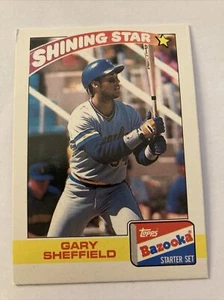 SHINING STAR
GARY
SHEFFIELD
TOPPS
Bazooka
STARTER SET